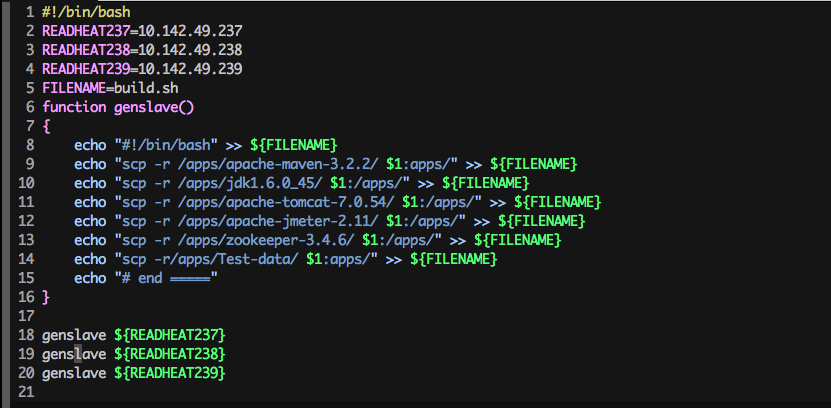 1 #!/bin/bash
2 READHEAT237=10.142.49.237
3 READHEAT238=10.142.49.238
4 READHEAT239=10.142.49.239
5 FILENAME=build.sh
6 function genslave()
7 {
8     echo "#!/bin/bash" >> ${FILENAME}
9     echo "scp -r /apps/apache-maven-3.2.2/ $1:apps/" >> ${FILENAME}
10     echo "scp -r /apps/jdk1.6.0_45/ $1:/apps/" >> ${FILENAME}
11     echo "scp -r /apps/apache-tomcat-7.0.54/ $1:/apps/" >> ${FILENAME}
12     echo "scp -r /apps/apache-jmeter-2.11/ $1:/apps/" >> ${FILENAME}
13     echo "scp -r /apps/zookeeper-3.4.6/ $1:/apps/" >> ${FILENAME}
14     echo "scp -r/apps/Test-data/ $1:apps/" >> ${FILENAME}
15     echo "# end ====="
16 }
17
18 genslave ${READHEAT237}
19 genslave ${READHEAT238}
20 genslave ${READHEAT239}
21